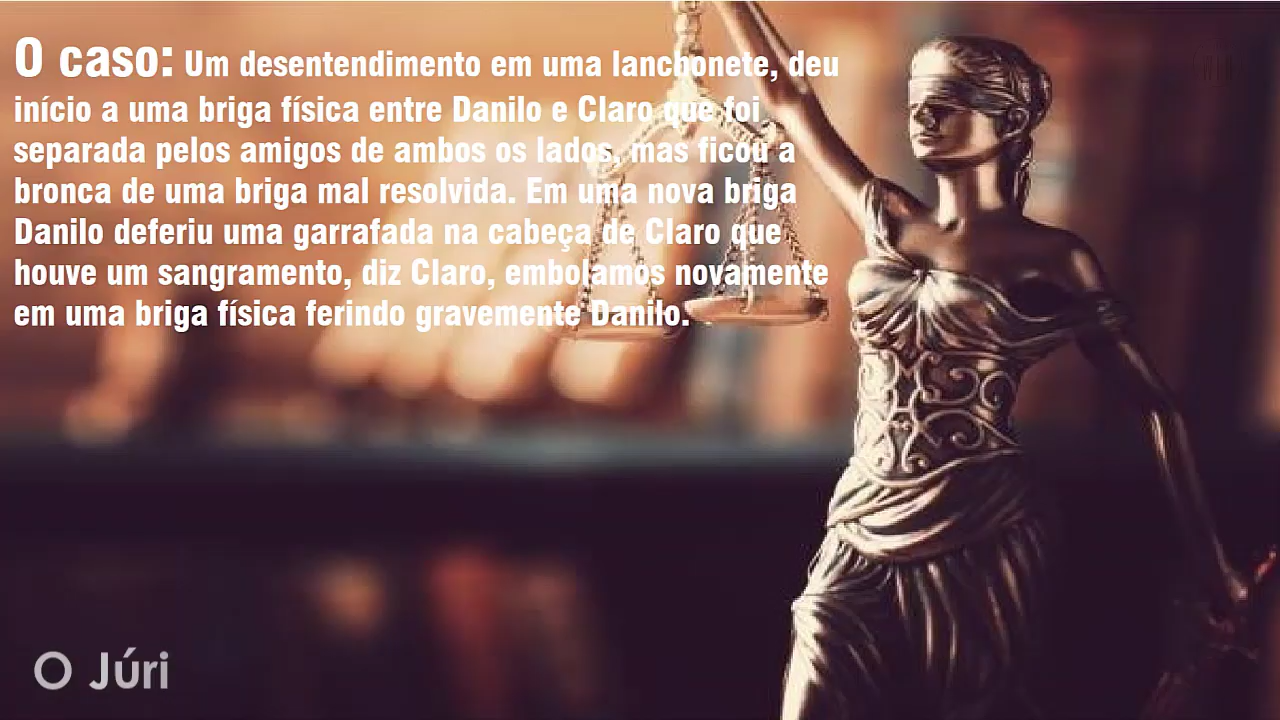 O caso: Um desentendimento em uma lanchonete, deu
início a uma briga física entre Danilo e Claro que foi
separada pelos amigos de ambos os lados, mas ficou a
bronca de uma briga mal resolvida. Em uma nova briga
Danilo deferiu uma garrafada na cabeça de Claro que
houve um sangramento, diz Claro, embolamos novamente
em uma briga física ferindo gravemente Danilo.
O Júri